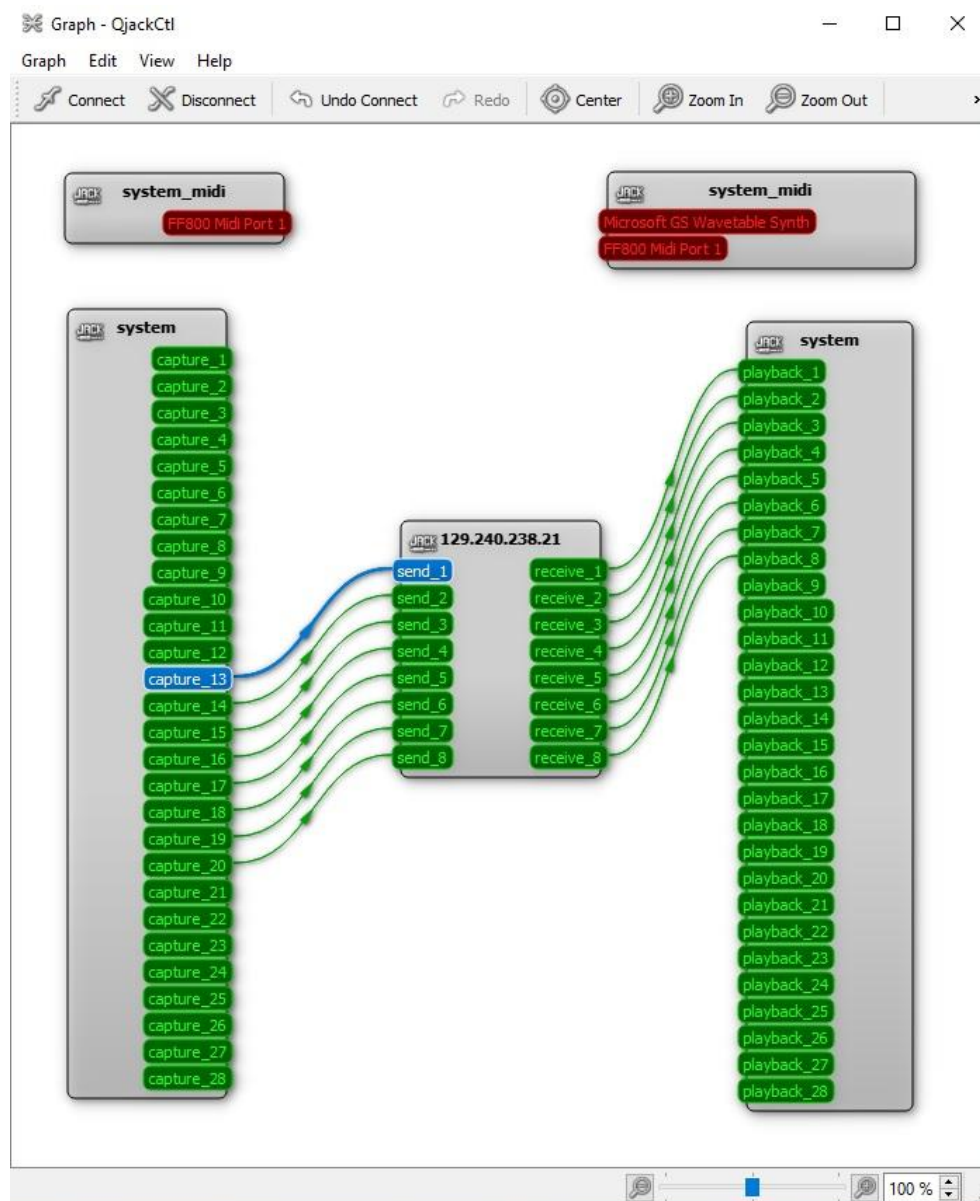 Graph - QjackCtl
Graph Edit View Help
Connect Disconnect Undo Connect Redo Center Zoom In Zoom Out
system_midi
FF800 Midi Port 1
system_midi
Microsoft GS Wavetable Synth
FF800 Midi Port 1
system
capture_1
capture_2
capture_3
capture_4
capture_5
capture_6
capture_7
capture_8
capture_9
capture_10
capture_11
capture_12
capture_13
capture_14
capture_15
capture_16
capture_17
capture_18
capture_19
capture_20
capture_21
capture_22
capture_23
capture_24
capture_25
capture_26
capture_27
capture_28
129.240.238.21
send_1 receive_1
send_2 receive_2
send_3 receive_3
send_4 receive_4
send_5 receive_5
send_6 receive_6
send_7 receive_7
send_8 receive_8
system
playback_1
playback_2
playback_3
playback_4
playback_5
playback_6
playback_7
playback_8
playback_9
playback_10
playback_11
playback_12
playback_13
playback_14
playback_15
playback_16
playback_17
playback_18
playback_19
playback_20
playback_21
playback_22
playback_23
playback_24
playback_25
playback_26
playback_27
playback_28
100 %